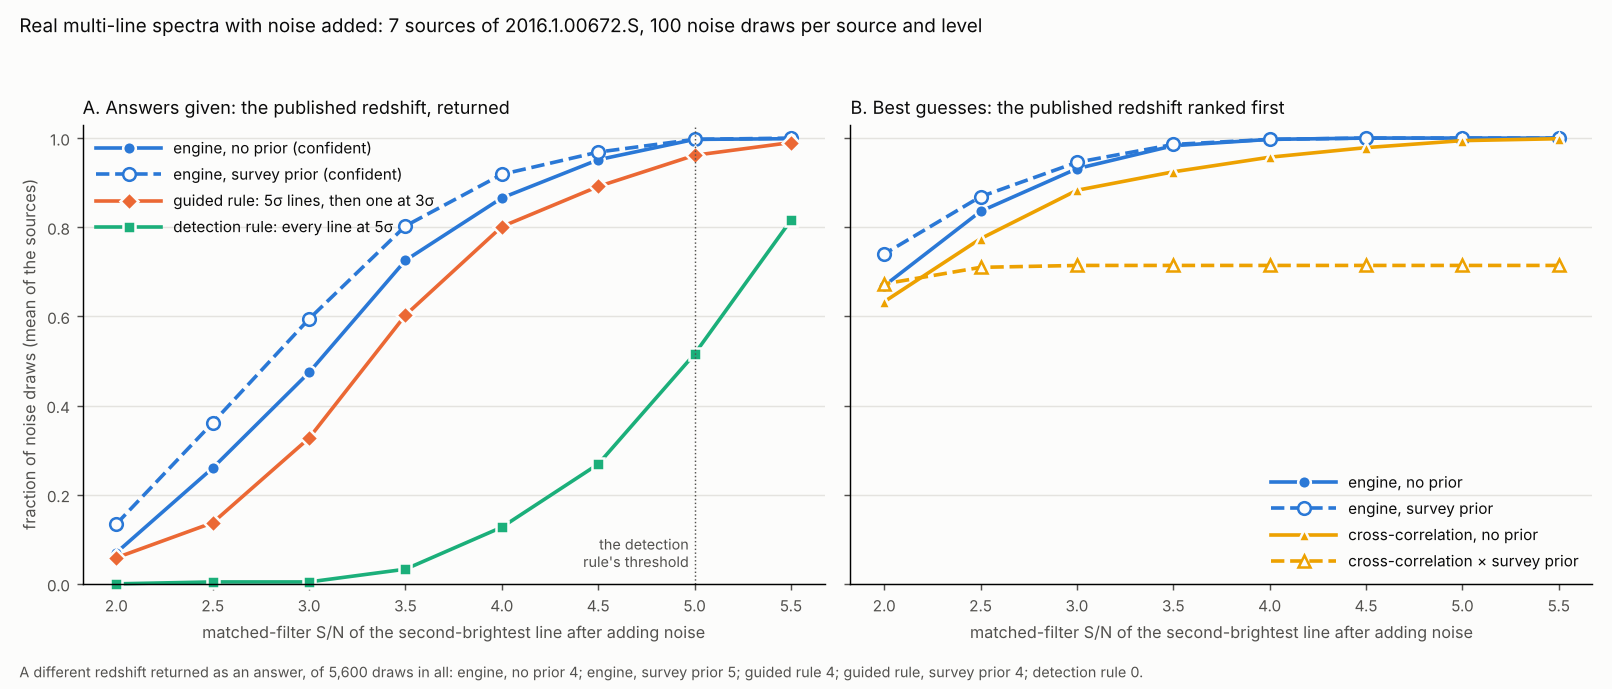 Real multi-line spectra with noise added: 7 sources of 2016.1.00672.S, 100 noise draws per source and level
A. Answers given: the published redshift, returned
fraction of noise draws (mean of the sources)
1.0
0.8
0.6
0.4
0.2
0.0
engine, no prior (confident)
engine, survey prior (confident)
guided rule: 5σ lines, then one at 3σ
detection rule: every line at 5σ
the detection
rule's threshold
2.0 2.5 3.0 3.5 4.0 4.5 5.0 5.5
matched-filter S/N of the second-brightest line after adding noise
B. Best guesses: the published redshift ranked first
engine, no prior
engine, survey prior
cross-correlation, no prior
cross-correlation × survey prior
2.0 2.5 3.0 3.5 4.0 4.5 5.0 5.5
matched-filter S/N of the second-brightest line after adding noise
A different redshift returned as an answer, of 5,600 draws in all: engine, no prior 4; engine, survey prior 5; guided rule 4; guided rule, survey prior 4; detection rule 0.